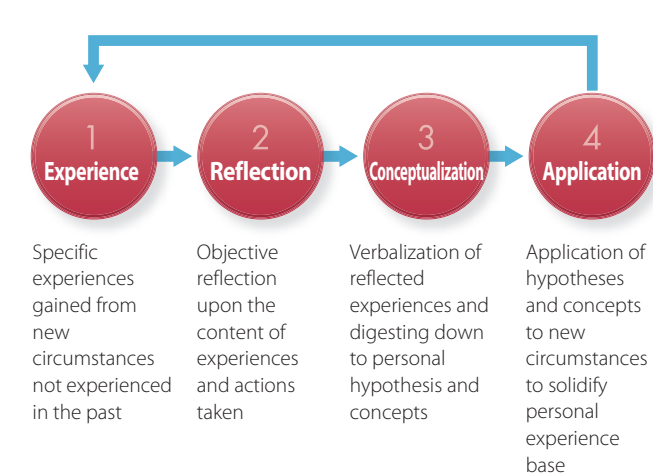 1
Experience
2
Reflection
3
Conceptualization
4
Application
Specific
experiences
gained from
new
circumstances
not experienced
in the past
Objective
reflection
upon the
content of
experiences
and actions
taken
Verbalization of
reflected
experiences and
digesting down
to personal
hypothesis and
concepts
Application of
hypotheses
and concepts
to new
circumstances
to solidify
personal
experience
base